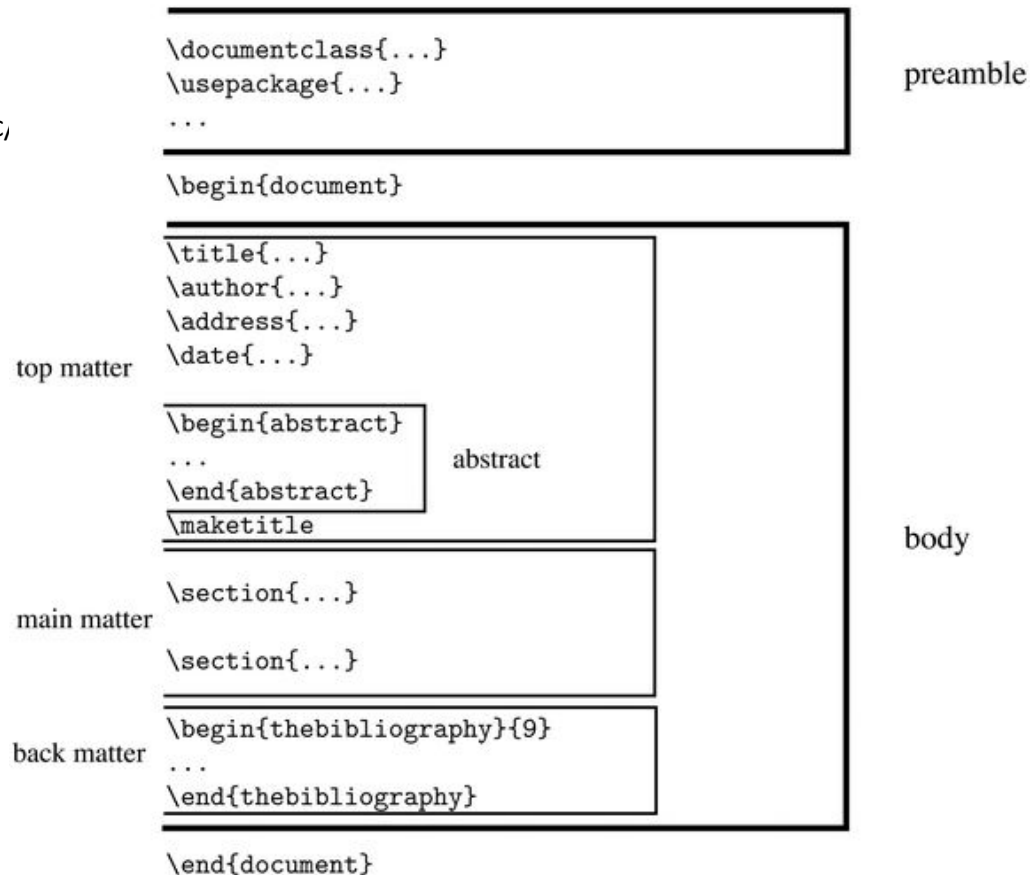 \documentclass{...}
\usepackage{...}
...
preamble
\begin{document}
\title{...}
\author{...}
\address{...}
\date{...}
top matter
\begin{abstract}
...
\end{abstract}
abstract
\maketitle
body
\section{...}
main matter
\section{...}
\begin{thebibliography}{9}
back matter
...
\end{thebibliography}
\end{document}